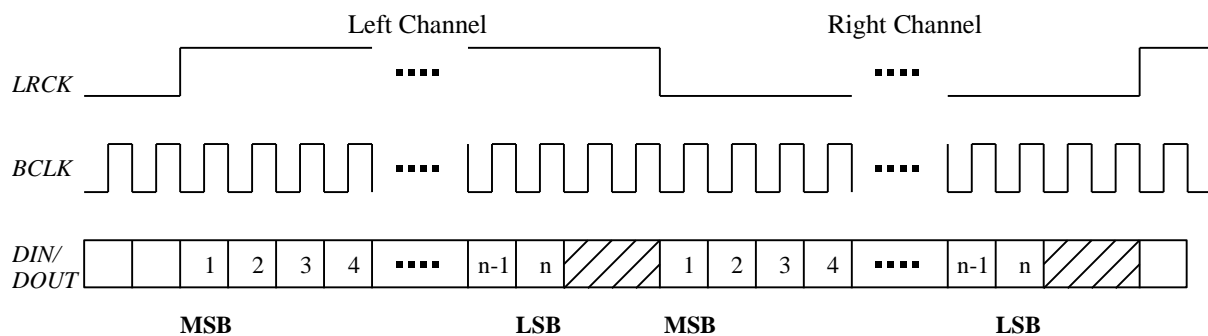 Left Channel Right Channel
LRCK
BCLK
DIN/
DOUT
1 2 3 4 n-1 n 1 2 3 4 n-1 n
MSB LSB MSB LSB